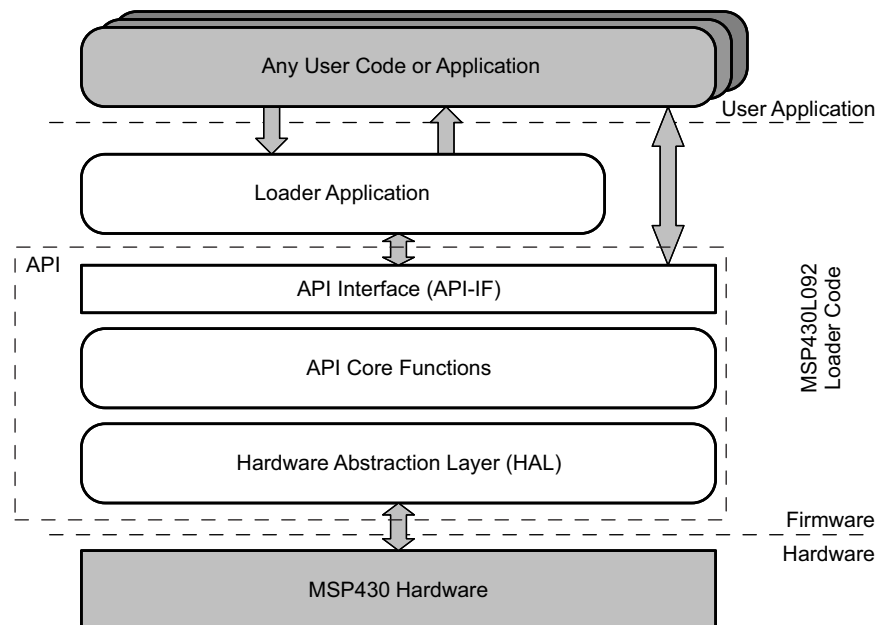 Any User Code or Application
User Application
Loader Application
API
API Interface (API-IF)
API Core Functions
MSP430L092
Loader Code
Hardware Abstraction Layer (HAL)
Firmware
Hardware
MSP430 Hardware